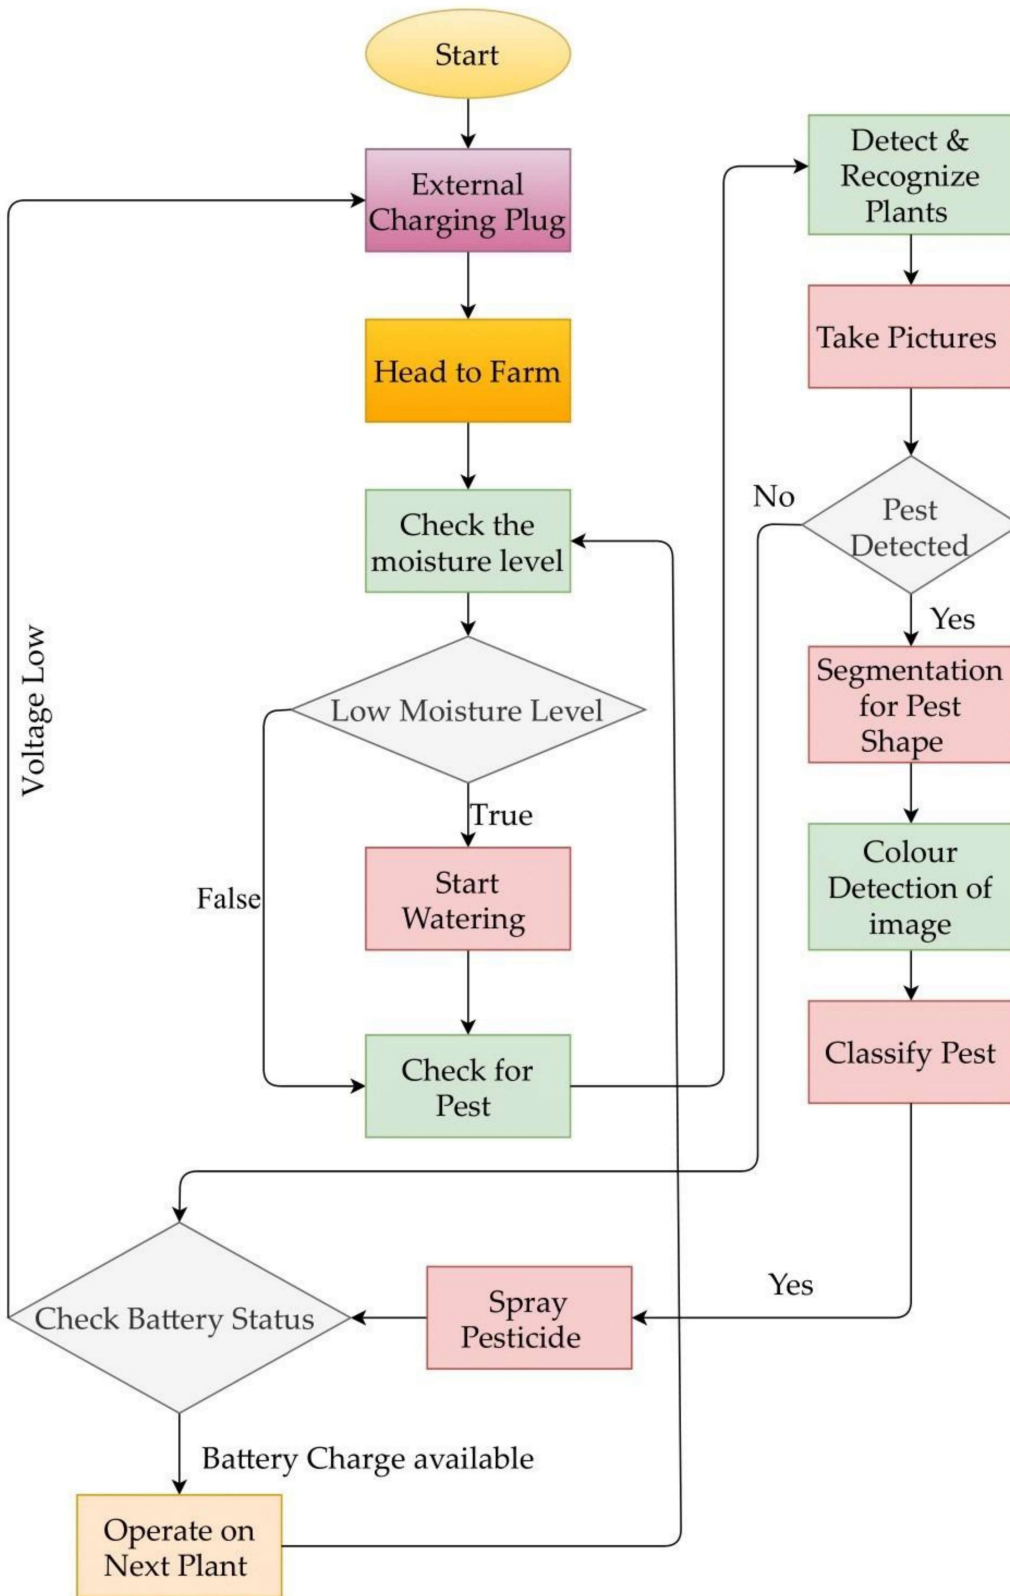 Start
External
Charging Plug
Head to Farm
Check the
moisture level
Low Moisture Level
True
False
Start
Watering
Check for
Pest
Detect &
Recognize
Plants
Take Pictures
Pest
Detected
No
Yes
Segmentation
for Pest
Shape
Colour
Detection of
image
Classify Pest
Yes
Spray
Pesticide
Check Battery Status
Voltage Low
Battery Charge available
Operate on
Next Plant